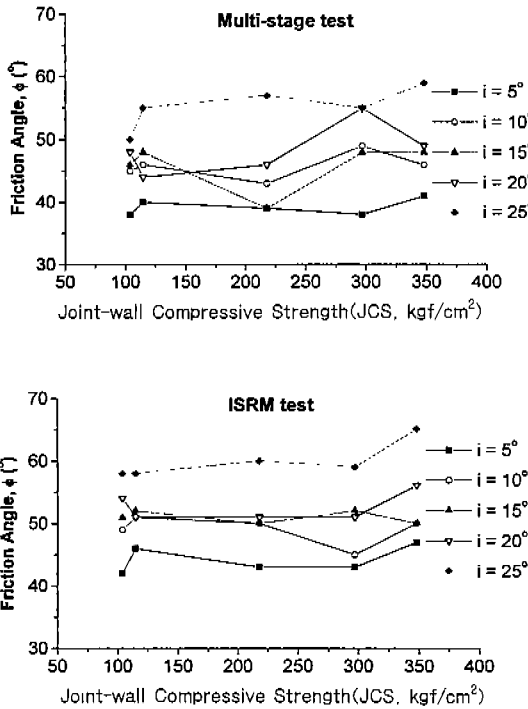 Multi-stage test
70
60
50
40
30
Friction Angle, ϕ (°)
i = 5°
i = 10°
i = 15°
i = 20°
i = 25°
50 100 150 200 250 300 350 400
Joint-wall Compressive Strength(JCS, kgf/cm²)
ISRM test
70
60
50
40
30
Friction Angle, ϕ (°)
i = 5°
i = 10°
i = 15°
i = 20°
i = 25°
50 100 150 200 250 300 350 400
Joint-wall Compressive Strength(JCS, kgf/cm²)